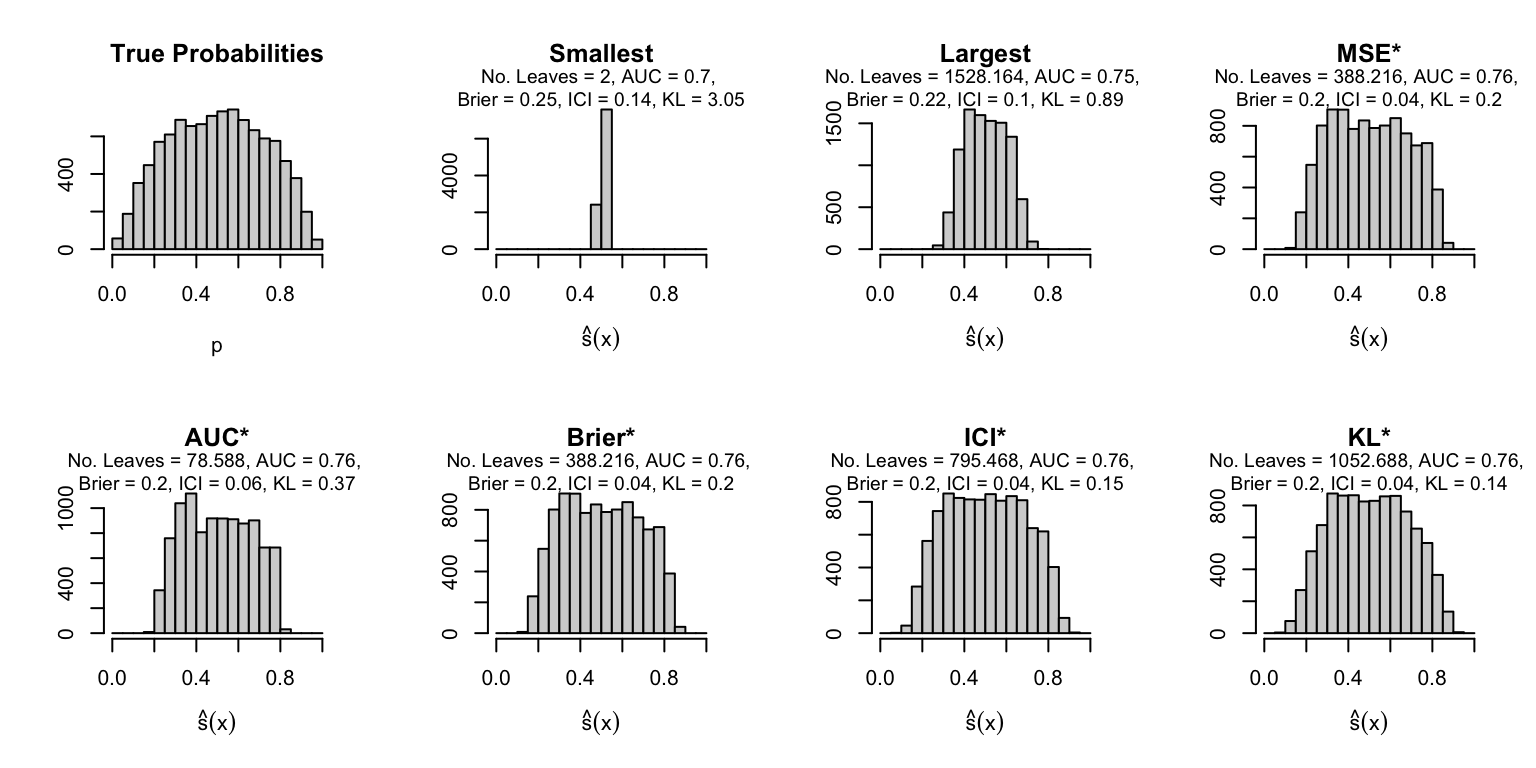 True Probabilities
400
0
0.0 0.4 0.8
p
Smallest
No. Leaves = 2, AUC = 0.7,
Brier = 0.25, ICI = 0.14, KL = 3.05
4000
0
0.0 0.4 0.8
ŝ(x)
Largest
No. Leaves = 1528.164, AUC = 0.75,
Brier = 0.22, ICI = 0.1, KL = 0.89
1500
500
0
0.0 0.4 0.8
ŝ(x)
MSE*
No. Leaves = 388.216, AUC = 0.76,
Brier = 0.2, ICI = 0.04, KL = 0.2
800
400
0
0.0 0.4 0.8
ŝ(x)
AUC*
No. Leaves = 78.588, AUC = 0.76,
Brier = 0.2, ICI = 0.06, KL = 0.37
1000
400
0
0.0 0.4 0.8
ŝ(x)
Brier*
No. Leaves = 388.216, AUC = 0.76,
Brier = 0.2, ICI = 0.04, KL = 0.2
800
400
0
0.0 0.4 0.8
ŝ(x)
ICI*
No. Leaves = 795.468, AUC = 0.76,
Brier = 0.2, ICI = 0.04, KL = 0.15
800
400
0
0.0 0.4 0.8
ŝ(x)
KL*
No. Leaves = 1052.688, AUC = 0.76,
Brier = 0.2, ICI = 0.04, KL = 0.14
800
400
0
0.0 0.4 0.8
ŝ(x)